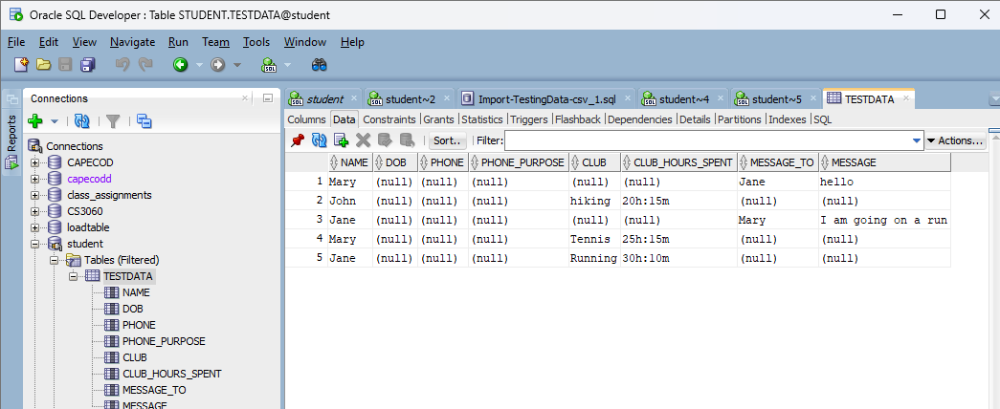 Oracle SQL Developer : Table STUDENT.TESTDATA@student
File Edit View Navigate Run Team Tools Window Help
SQL
Reports
Connections
Connections
CAPECOD
capecodd
class_assignments
CS3060
loadtable
student
Tables (Filtered)
TESTDATA
NAME
DOB
PHONE
PHONE_PURPOSE
CLUB
CLUB_HOURS_SPENT
MESSAGE_TO
MESSAGE
student student~2 Import-TestingData-csv_1.sql student~4 student~5 TESTDATA
Columns Data Constraints Grants Statistics Triggers Flashback Dependencies Details Partitions Indexes SQL
Sort.. Filter: Actions...
NAME DOB PHONE PHONE_PURPOSE CLUB CLUB_HOURS_SPENT MESSAGE_TO MESSAGE
1 Mary (null) (null) (null) (null) (null) Jane hello
2 John (null) (null) (null) hiking 20h:15m (null) (null)
3 Jane (null) (null) (null) (null) (null) Mary I am going on a run
4 Mary (null) (null) (null) Tennis 25h:15m (null) (null)
5 Jane (null) (null) (null) Running 30h:10m (null) (null)